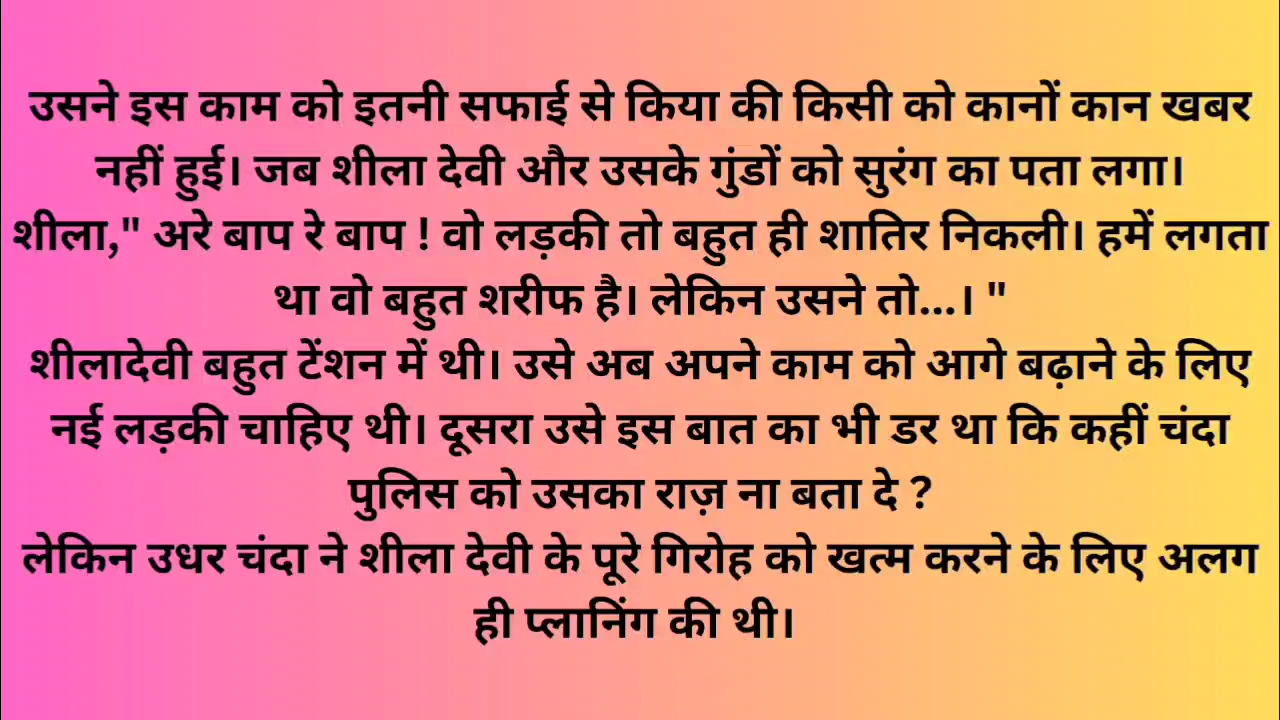 उसने इस काम को इतनी सफाई से किया की किसी को कानों कान खबर
नहीं हुई। जब शीला देवी और उसके गुंडों को सुरंग का पता लगा।
शीला," अरे बाप रे बाप ! वो लड़की तो बहुत ही शातिर निकली। हमें लगता
था वो बहुत शरीफ है। लेकिन उसने तो...। "
शीलादेवी बहुत टेंशन में थी। उसे अब अपने काम को आगे बढ़ाने के लिए
नई लड़की चाहिए थी। दूसरा उसे इस बात का भी डर था कि कहीं चंदा
पुलिस को उसका राज़ ना बता दे ?
लेकिन उधर चंदा ने शीला देवी के पूरे गिरोह को खत्म करने के लिए अलग
ही प्लानिंग की थी।